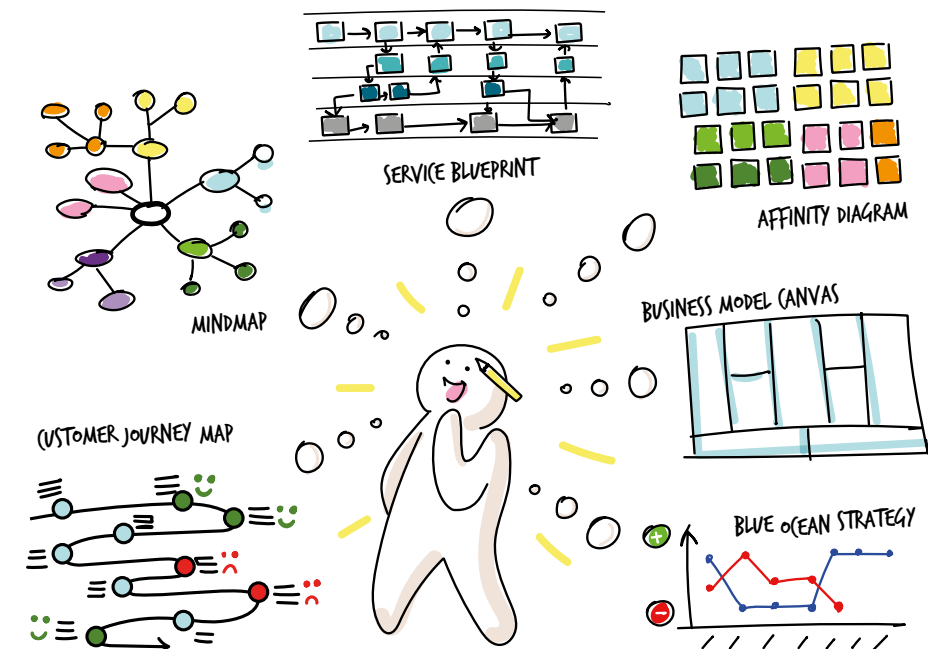 SERVICE BLUEPRINT
AFFINITY DIAGRAM
MINDMAP
BUSINESS MODEL CANVAS
CUSTOMER JOURNEY MAP
BLUE OCEAN STRATEGY
+
-